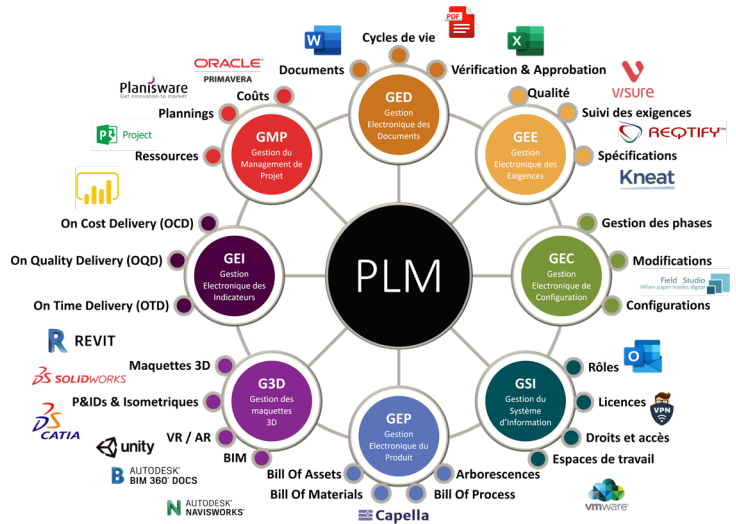 Cycles de vie
PDF
W
X
Documents
Vérification & Approbation
ORACLE
PRIMAVERA
Planisware
Get innovation to market
Coûts
Plannings
Project
Ressources
GMP
Gestion du
Management de
Projet
GED
Gestion
Electronique des
Documents
Qualité
visure
Suivi des exigences
REQTIFY
Spécifications
Kneat
GEE
Gestion
Electronique des
Exigences
On Cost Delivery (OCD)
On Quality Delivery (OQD)
On Time Delivery (OTD)
GEI
Gestion
Electronique des
Indicateurs
PLM
GEC
Gestion
Electronique de
Configuration
Gestion des phases
Modifications
Field Studio
When paper mades digital
Configurations
REVIT
SOLIDWORKS
CATIA
unity
AUTODESK®
BIM 360® DOCS
AUTODESK®
NAVISWORKS®
Maquettes 3D
P&IDs & Isometriques
VR / AR
BIM
G3D
Gestion des
maquettes
3D
GEP
Gestion
Electronique du
Produit
Bill Of Assets
Bill Of Materials
Arborescences
Bill Of Process
Capella
GSI
Gestion du
Système
d'Information
Rôles
O
Licences
VPN
Droits et accès
Espaces de travail
vmware